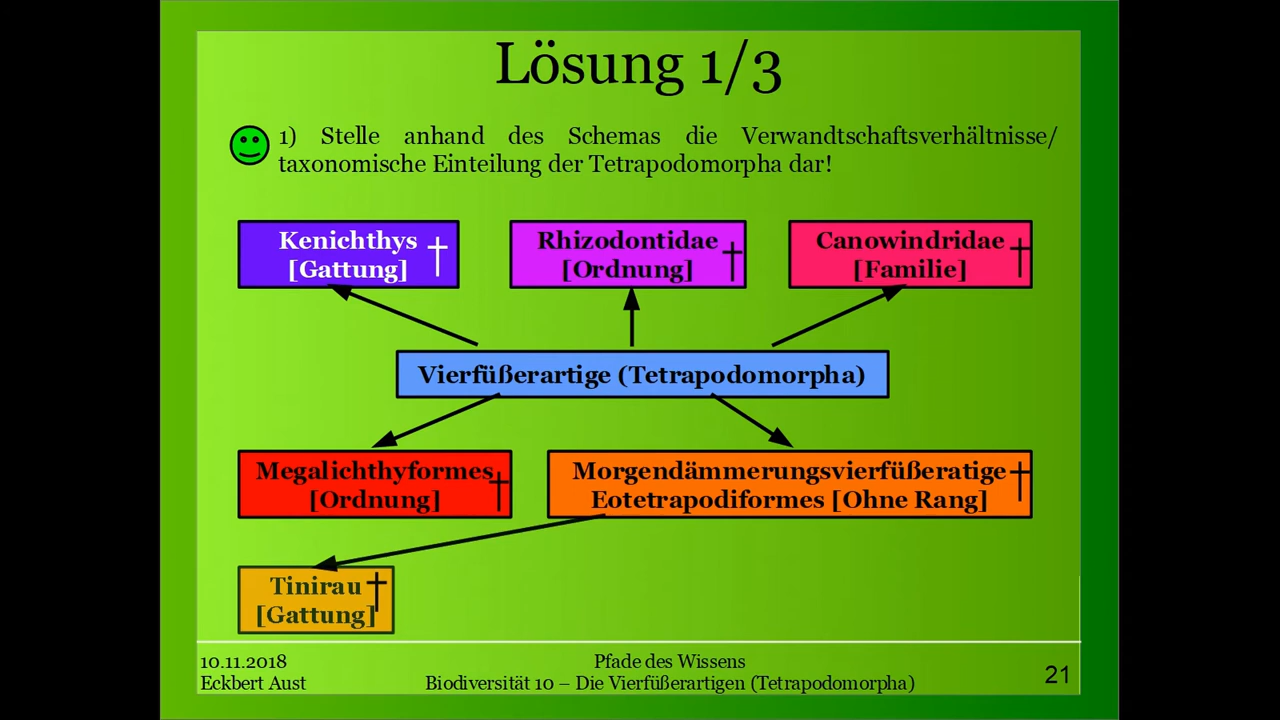 Lösung 1/3
1) Stelle anhand des Schemas die Verwandtschaftsverhältnisse/
taxonomische Einteilung der Tetrapodomorpha dar!
Kenichthys
[Gattung]
Rhizodontidae
[Ordnung]
Canowindridae
[Familie]
Vierfüßerartige (Tetrapodomorpha)
Megalichthyformes
[Ordnung]
Morgendämmerungsvierfüßeratige
Eotetrapodiformes [Ohne Rang]
Tinirau
[Gattung]
10.11.2018
Eckbert Aust
Pfade des Wissens
Biodiversität 10 – Die Vierfüßerartigen (Tetrapodomorpha)
21